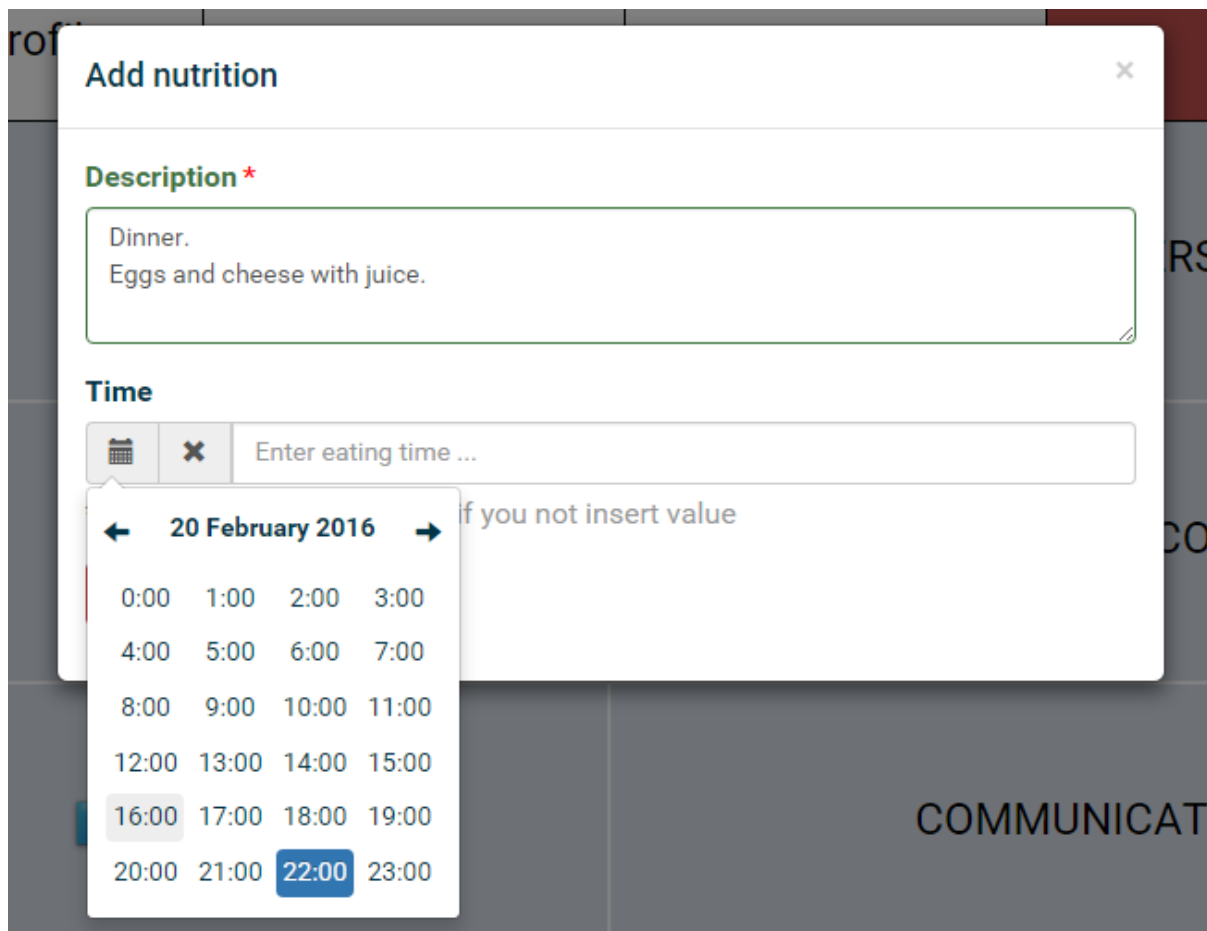 Add nutrition ×
Description *
Dinner.
Eggs and cheese with juice.
Time
Enter eating time ...
if you not insert value
20 February 2016
0:00 1:00 2:00 3:00
4:00 5:00 6:00 7:00
8:00 9:00 10:00 11:00
12:00 13:00 14:00 15:00
16:00 17:00 18:00 19:00
20:00 21:00 22:00 23:00
COMMUNICAT